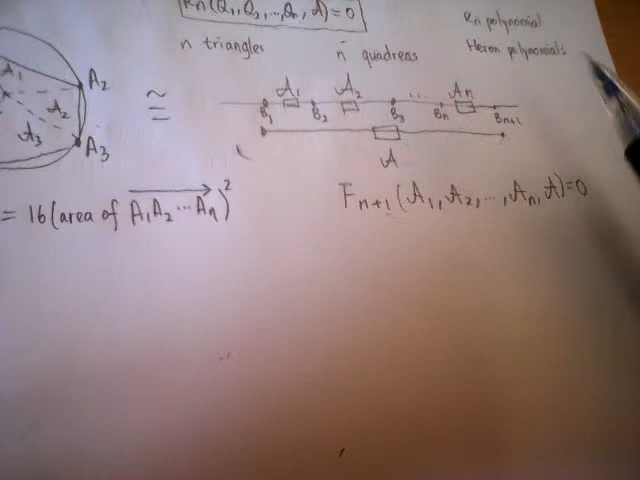 Rn(Q₁,Q₂,...,Qn,A)=0
Rn polynomial
n triangles
n quadreas
Heron polynomials
A₁
A₂
A₂
A₃
A₃
≅
A₁
A₂
...
An
B₁
B₂
B₃
Bn
Bn+1
A
= 16(area of A₁A₂...An)²
Fn+1(A₁,A₂,...,An,A)=0